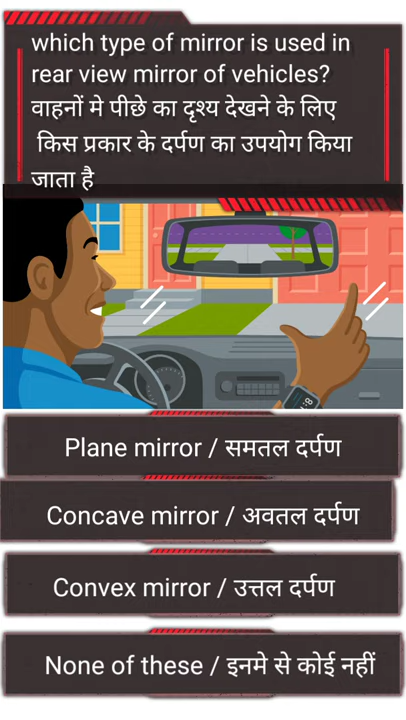 which type of mirror is used in
rear view mirror of vehicles?
वाहनों मे पीछे का दृश्य देखने के लिए
किस प्रकार के दर्पण का उपयोग किया
जाता है
Plane mirror / समतल दर्पण
Concave mirror / अवतल दर्पण
Convex mirror / उत्तल दर्पण
None of these / इनमे से कोई नहीं